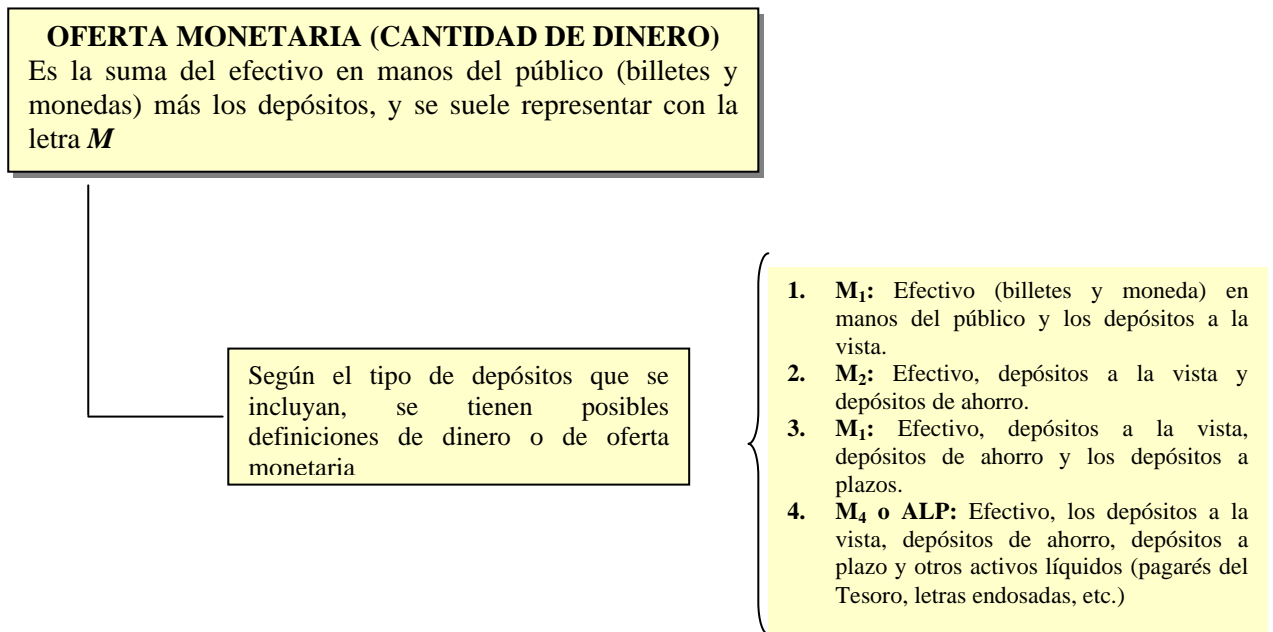 OFERTA MONETARIA (CANTIDAD DE DINERO)
Es la suma del efectivo en manos del público (billetes y
monedas) más los depósitos, y se suele representar con la
letra M
Según el tipo de depósitos que se
incluyan, se tienen posibles
definiciones de dinero o de oferta
monetaria
1. M₁: Efectivo (billetes y moneda) en
manos del público y los depósitos a la
vista.
2. M₂: Efectivo, depósitos a la vista y
depósitos de ahorro.
3. M₁: Efectivo, depósitos a la vista,
depósitos de ahorro y los depósitos a
plazos.
4. M₄ o ALP: Efectivo, los depósitos a la
vista, depósitos de ahorro, depósitos a
plazo y otros activos líquidos (pagarés del
Tesoro, letras endosadas, etc.)